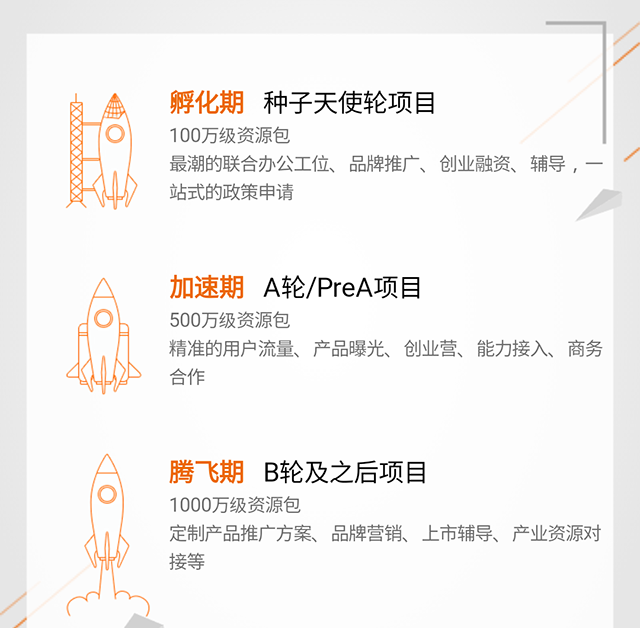 孵化期 种子天使轮项目
100万级资源包
最潮的联合办公工位、品牌推广、创业融资、辅导，一
站式的政策申请
加速期 A轮/PreA项目
500万级资源包
精准的用户流量、产品曝光、创业营、能力接入、商务
合作
腾飞期 B轮及之后项目
1000万级资源包
定制产品推广方案、品牌营销、上市辅导、产业资源对
接等